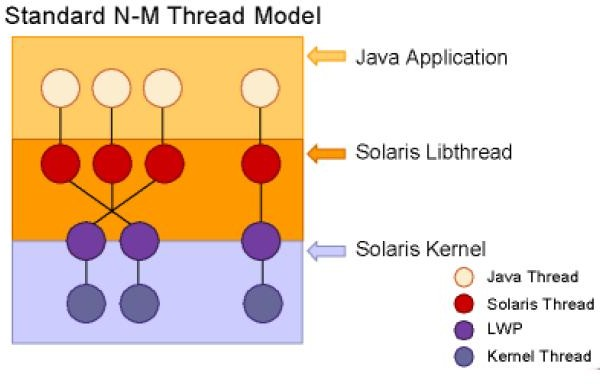 Standard N-M Thread Model
Java Application
Solaris Libthread
Solaris Kernel
Java Thread
Solaris Thread
LWP
Kernel Thread